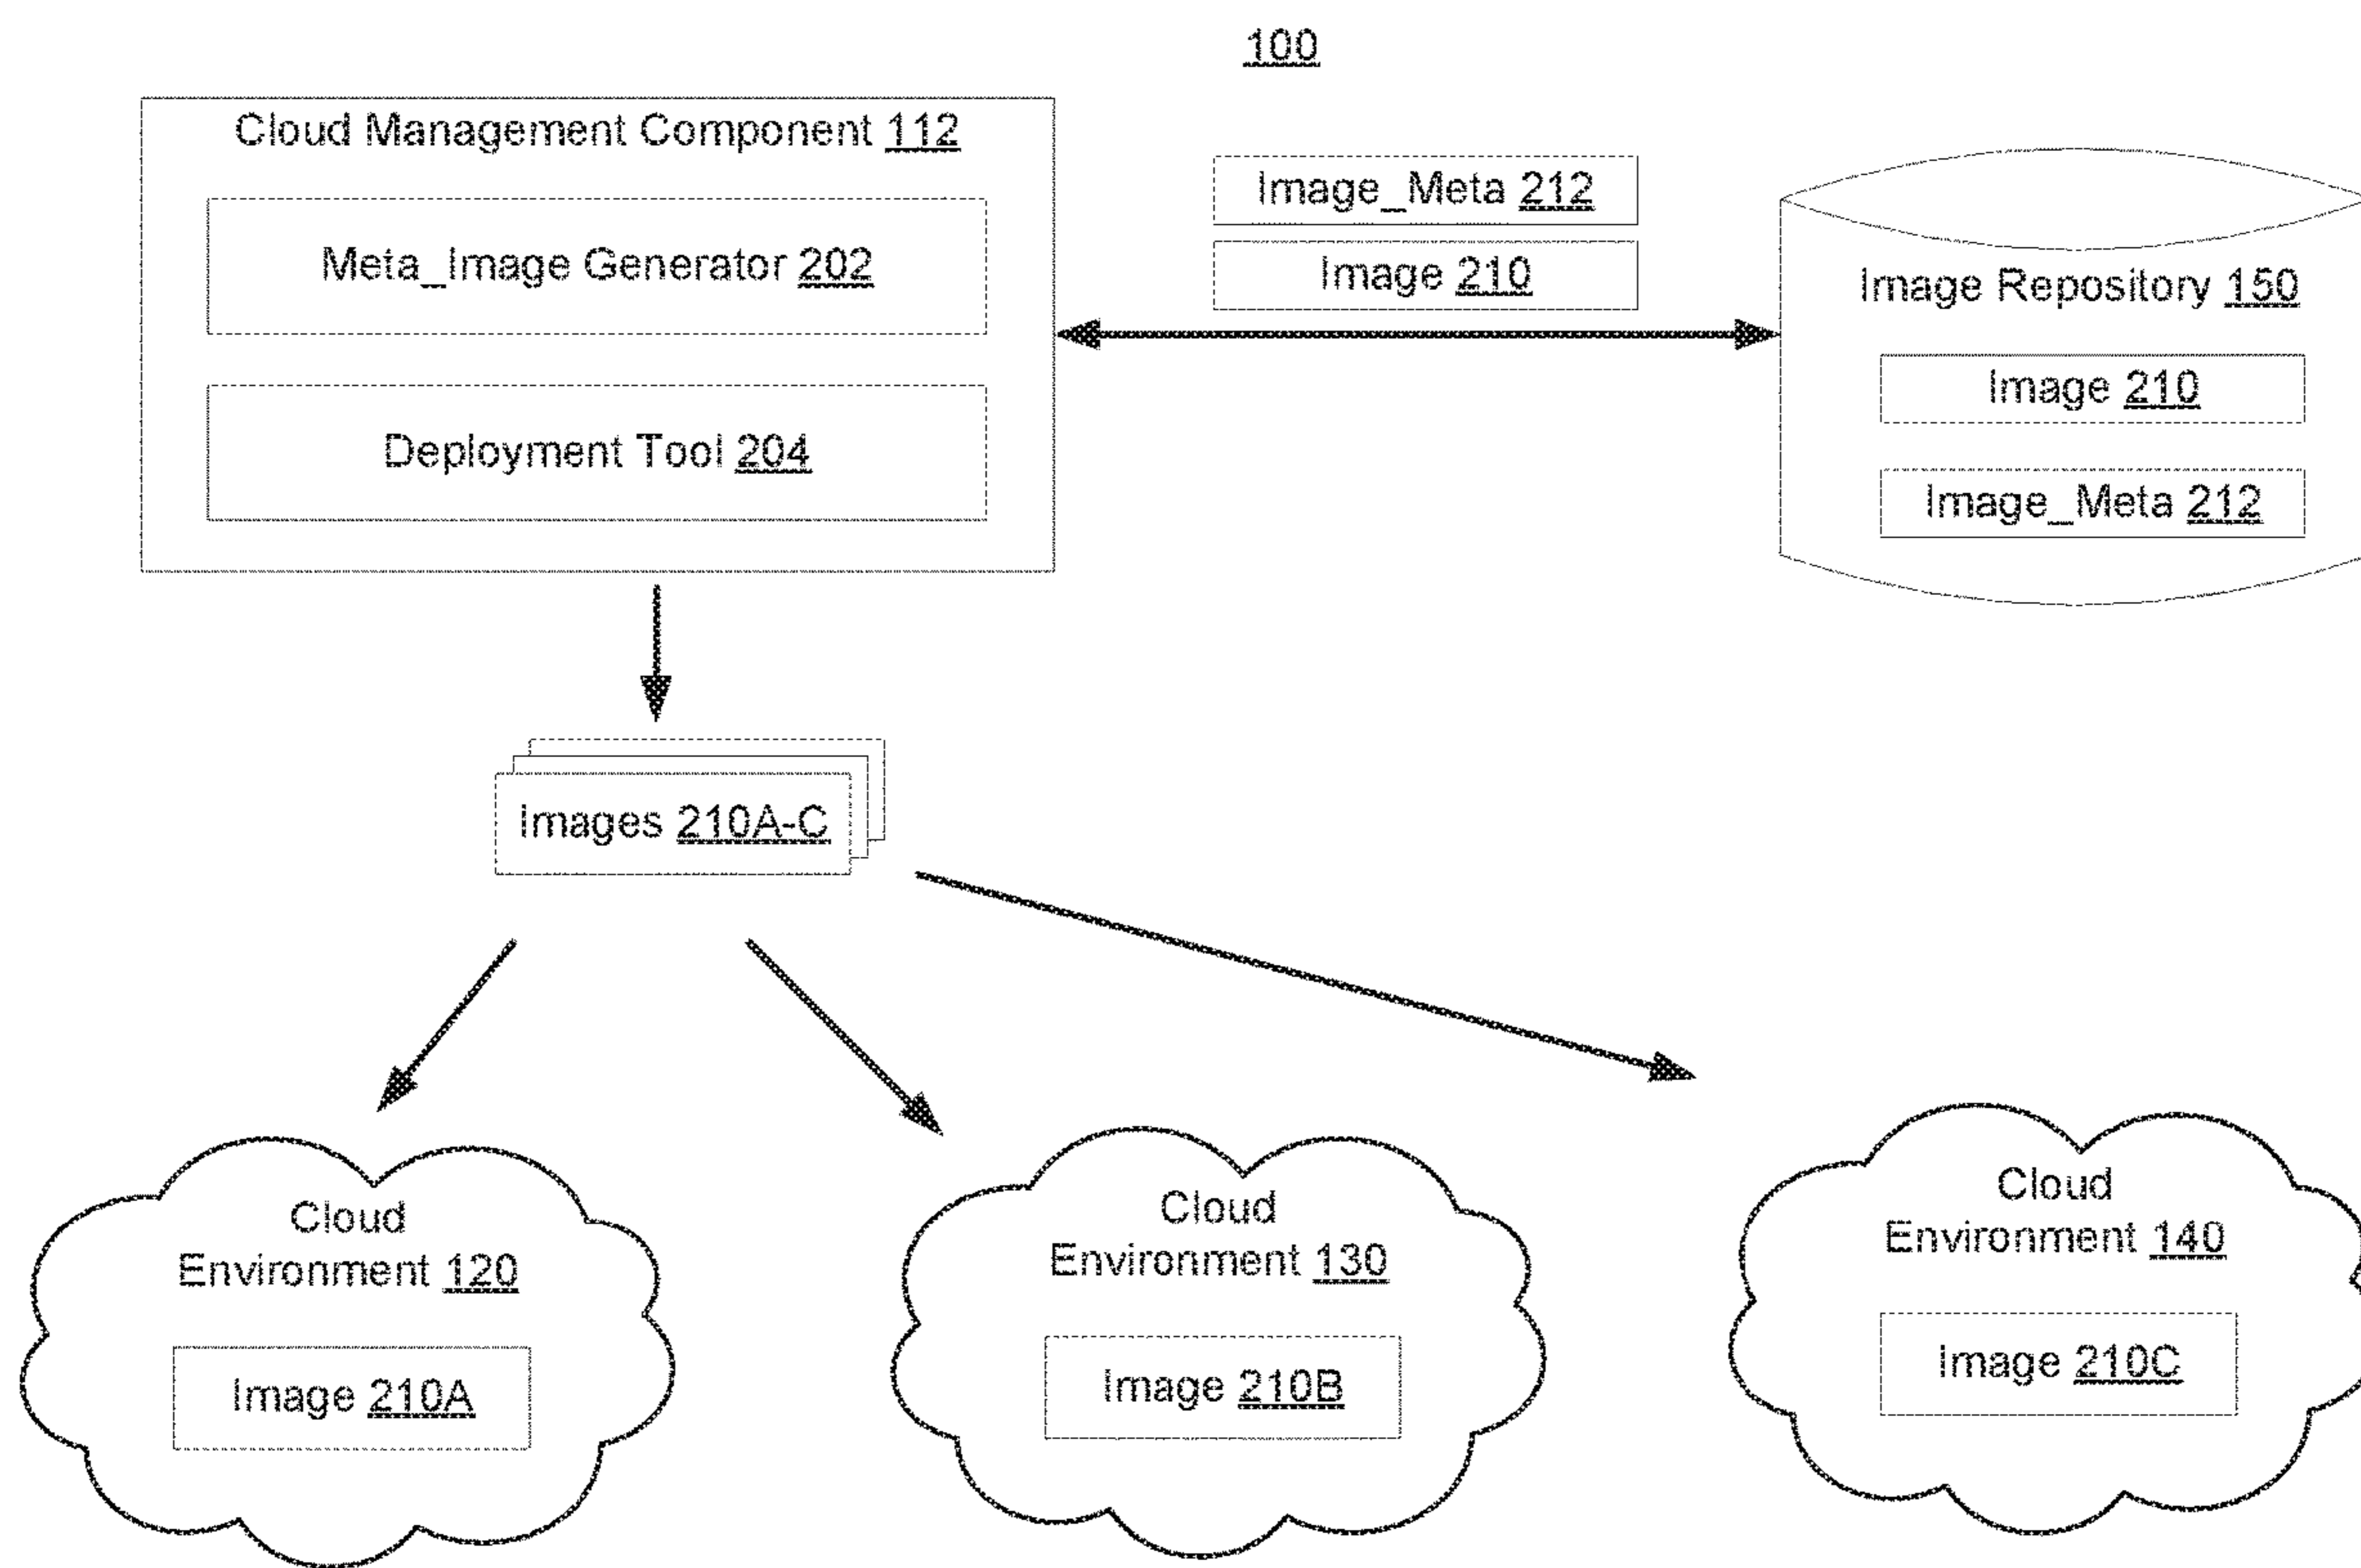 100
Cloud Management Component 112
Meta_Image Generator 202
Deployment Tool 204
Image_Meta 212
Image 210
Image Repository 150
Image 210
Image_Meta 212
Images 210A-C
Cloud
Environment 120
Image 210A
Cloud
Environment 130
Image 210B
Cloud
Environment 140
Image 210C